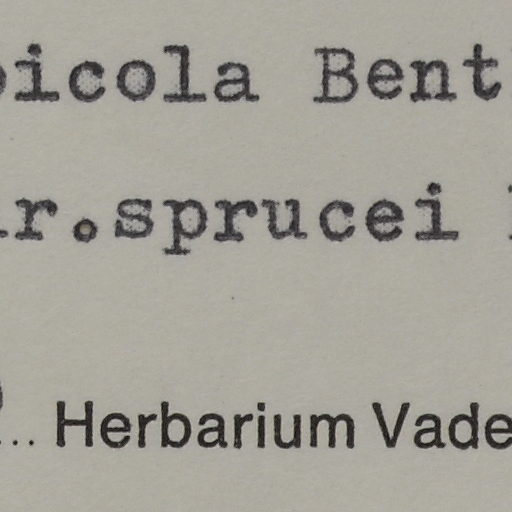 icola Bent
r.sprucei
.. Herbarium Vade